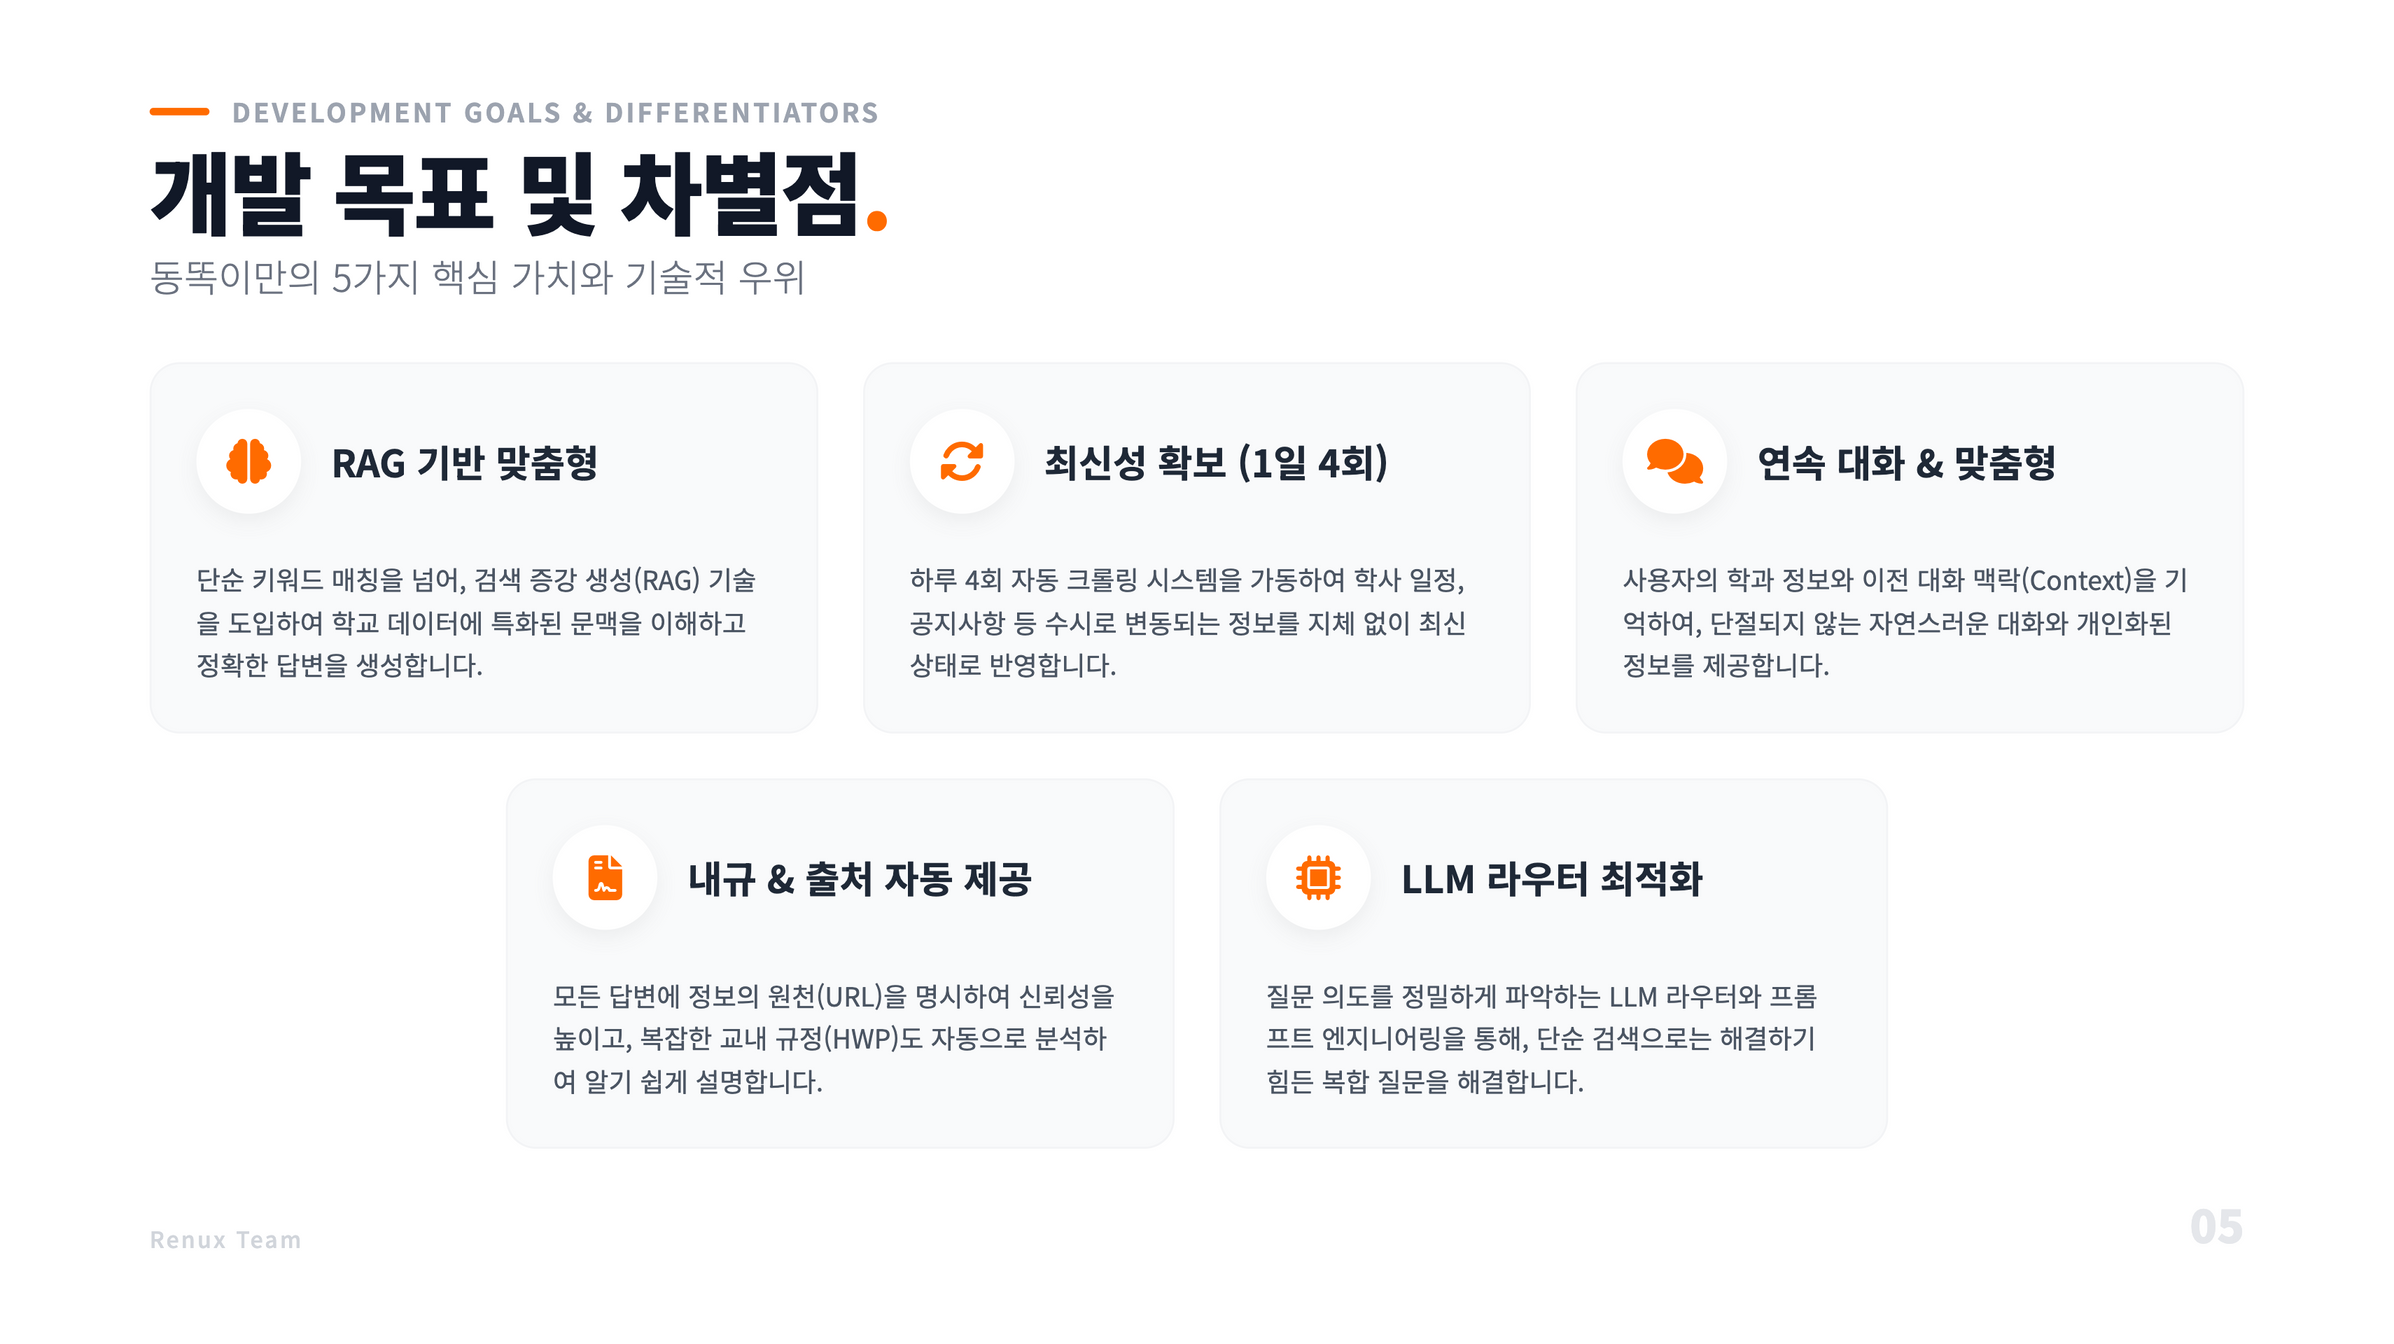 DEVELOPMENT GOALS & DIFFERENTIATORS
개발 목표 및 차별점.
동똑이만의 5가지 핵심 가치와 기술적 우위
RAG 기반 맞춤형
단순 키워드 매칭을 넘어, 검색 증강 생성(RAG) 기술
을 도입하여 학교 데이터에 특화된 문맥을 이해하고
정확한 답변을 생성합니다.
최신성 확보 (1일 4회)
하루 4회 자동 크롤링 시스템을 가동하여 학사 일정,
공지사항 등 수시로 변동되는 정보를 지체 없이 최신
상태로 반영합니다.
연속 대화 & 맞춤형
사용자의 학과 정보와 이전 대화 맥락(Context)을 기
억하여, 단절되지 않는 자연스러운 대화와 개인화된
정보를 제공합니다.
내규 & 출처 자동 제공
모든 답변에 정보의 원천(URL)을 명시하여 신뢰성을
높이고, 복잡한 교내 규정(HWP)도 자동으로 분석하
여 알기 쉽게 설명합니다.
LLM 라우터 최적화
질문 의도를 정밀하게 파악하는 LLM 라우터와 프롬
프트 엔지니어링을 통해, 단순 검색으로는 해결하기
힘든 복합 질문을 해결합니다.
Renux Team
05